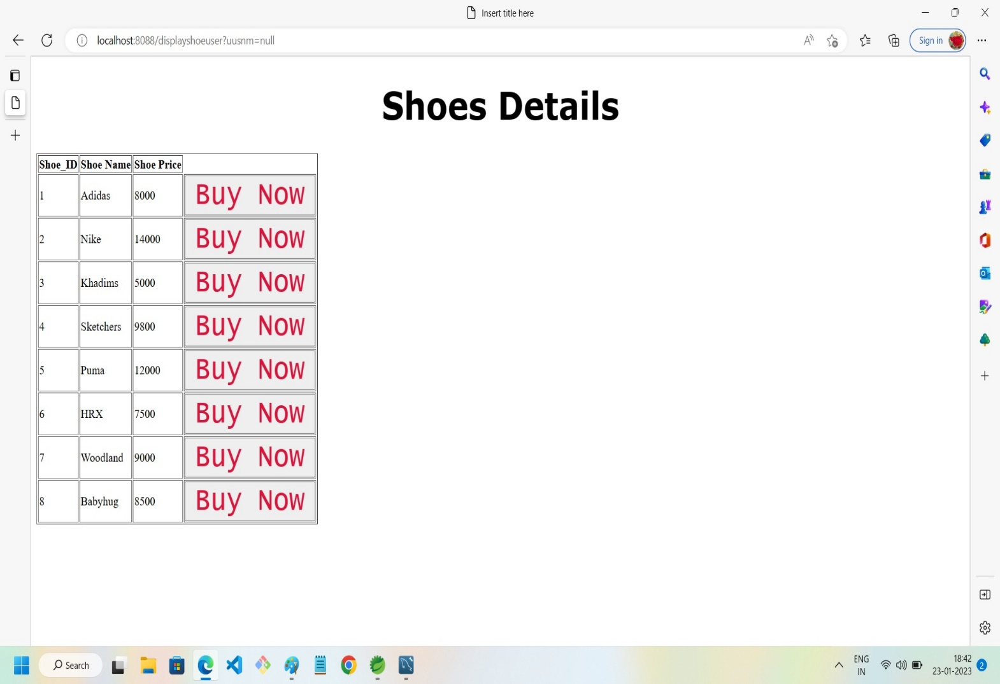 Insert title here
localhost:8088/displayshoeuser?uusnm=null
Sign in
Shoes Details
Shoe_ID Shoe Name Shoe Price
1 Adidas 8000 Buy Now
2 Nike 14000 Buy Now
3 Khadims 5000 Buy Now
4 Sketchers 9800 Buy Now
5 Puma 12000 Buy Now
6 HRX 7500 Buy Now
7 Woodland 9000 Buy Now
8 Babyhug 8500 Buy Now
Search
ENG
IN
18:42
23-01-2023
2